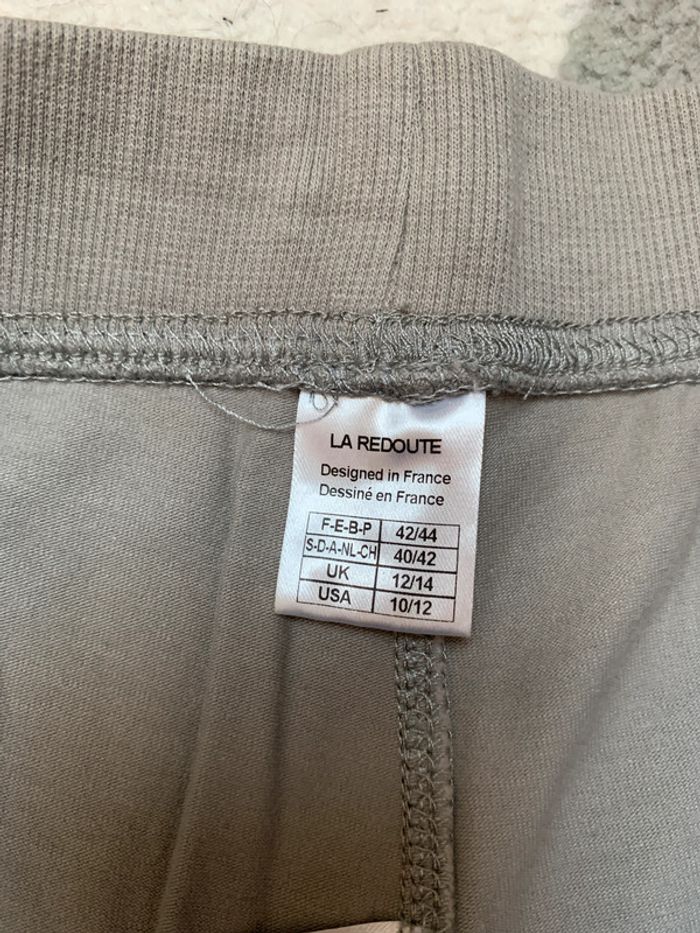 LA REDOUTE
Designed in France
Dessiné en France
F-E-B-P 42/44
S-D-A-NL-CH 40/42
UK 12/14
USA 10/12